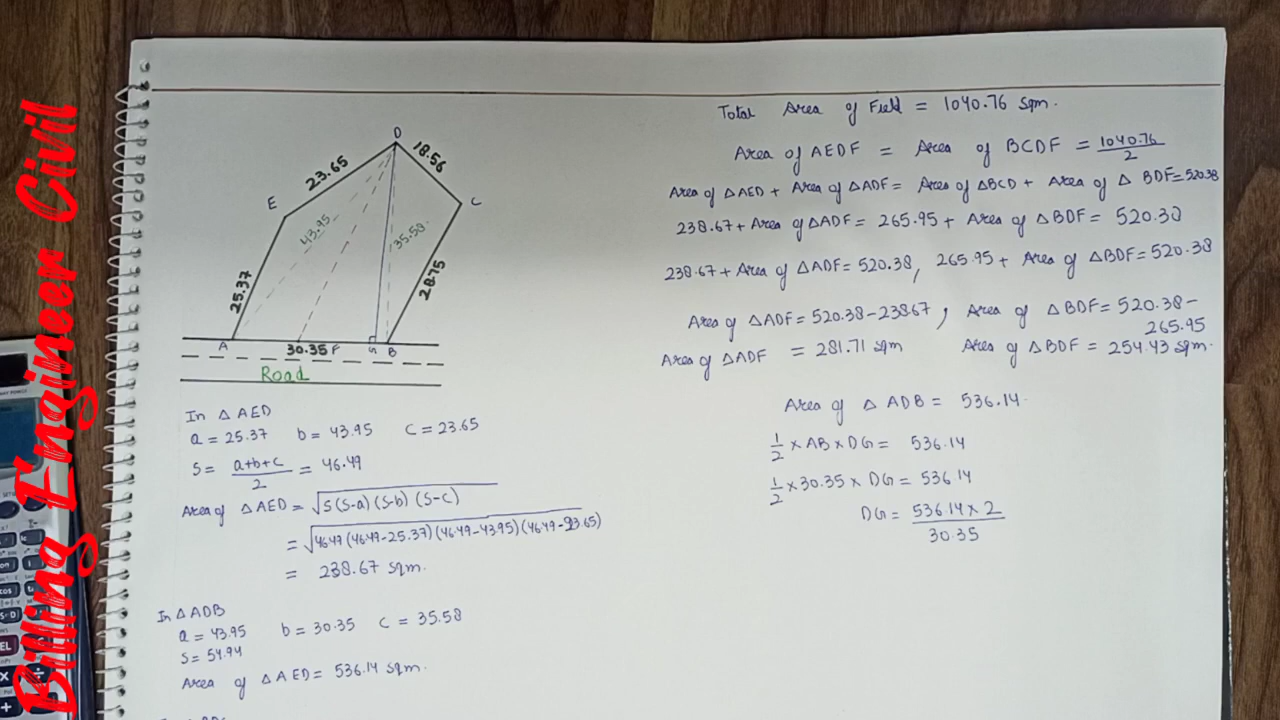 Billing Engineer Civil
D
23.65
18.56
E
C
43.95
35.58
25.37
28.75
A
30.35 F
G
B
Road
In △ AED
a = 25.37 b = 43.95 c = 23.65
S = a+b+c/2 = 46.49
Area of △ AED = √S(S-a)(S-b)(S-c)
= √46.49(46.49-25.37)(46.49-43.95)(46.49-23.65)
= 238.67 sqm.
In △ ADB
a = 43.95 b = 30.35 c = 35.58
S = 54.94
Area of △ AED = 536.14 sqm.
Total Area of Field = 1040.76 sqm.
Area of AEDF = Area of BCDF = 1040.76/2
Area of △AED + Area of △ADF = Area of △BCD + Area of △ BDF = 520.38
238.67 + Area of △ADF = 265.95 + Area of △BDF = 520.38
238.67 + Area of △ADF = 520.38, 265.95 + Area of △BDF = 520.38
Area of △ADF = 520.38-23867, Area of △BDF = 520.38-
265.95
Area of △ADF = 281.71 sqm Area of △BDF = 254.43 sqm.
Area of △ ADB = 536.14
1/2 × AB × DG = 536.14
1/2 × 30.35 × DG = 536.14
DG = 536.14 × 2/30.35